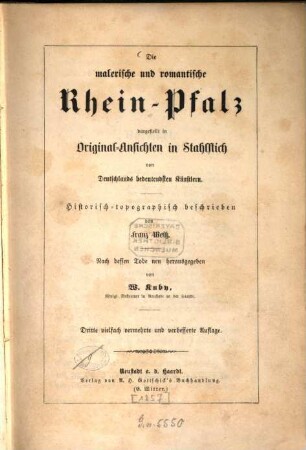 Die
malerische und romantische
Rhein-Pfalz
dargestellt in
Original-Ansichten in Stahlstich
von
Deutschlands bedeutendsten Künstlern.
Historisch-topographisch beschrieben
von
Franz Weiß.
Nach dessen Tode neu herausgegeben
von
W. Kuby,
königl. Subrector in Neustadt an der Haardt.
Dritte vielfach vermehrte und verbesserte Auflage.
Neustadt a. d. Haardt.
Verlag von A. H. Gottschick's Buchhandlung.
(G. Witter.)
[1857]